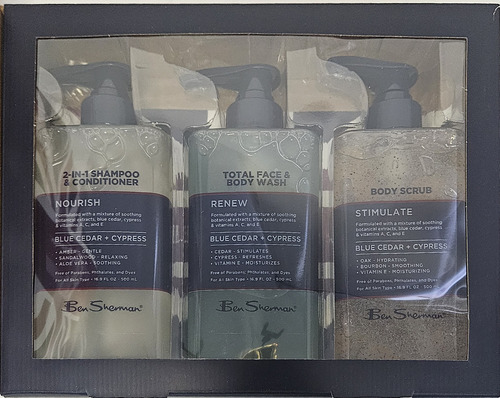 2-IN-1 SHAMPOO
& CONDITIONER
NOURISH
Formulated with a mixture of soothing
botanical extracts, blue cedar, cypress
& vitamins A, C, and E
BLUE CEDAR + CYPRESS
• AMBER - GENTLE
• SANDALWOOD - RELAXING
• ALOE VERA - SOOTHING
Free of Parabens, Phthalates, and Dyes
For All Skin Type • 16.9 FL OZ - 500 mL
Ben Sherman®
TOTAL FACE &
BODY WASH
RENEW
Formulated with a mixture of soothing
botanical extracts, blue cedar, cypress
& vitamins A, C, and E
BLUE CEDAR + CYPRESS
• CEDAR - STIMULATES
• CYPRESS - REFRESHES
• VITAMIN E - MOISTURIZES
Free of Parabens, Phthalates, and Dyes
For All Skin Type • 16.9 FL OZ - 500 mL
Ben Sherman®
BODY SCRUB
STIMULATE
Formulated with a mixture of soothing
botanical extracts, blue cedar, cypress
& vitamins A, C, and E
BLUE CEDAR + CYPRESS
• OAK - HYDRATING
• BOURBON - SMOOTHING
• VITAMIN E - MOISTURIZING
Free of Parabens, Phthalates, and Dyes
For All Skin Type • 16.9 FL OZ - 500 mL
Ben Sherman®